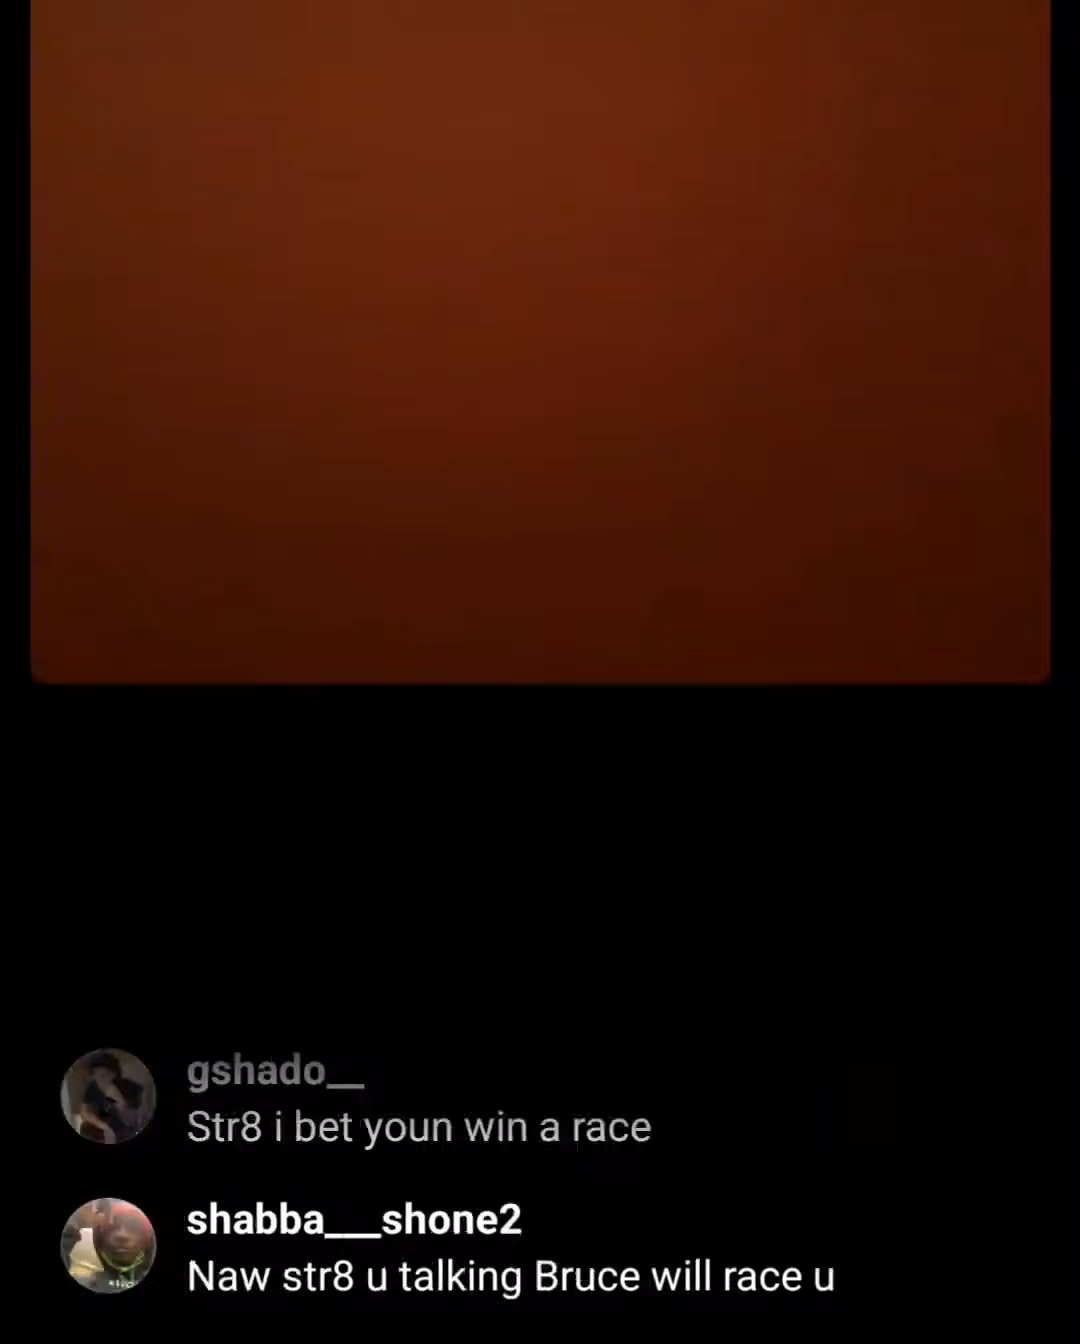 gshado__
Str8 i bet youn win a race
shabba___shone2
Naw str8 u talking Bruce will race u